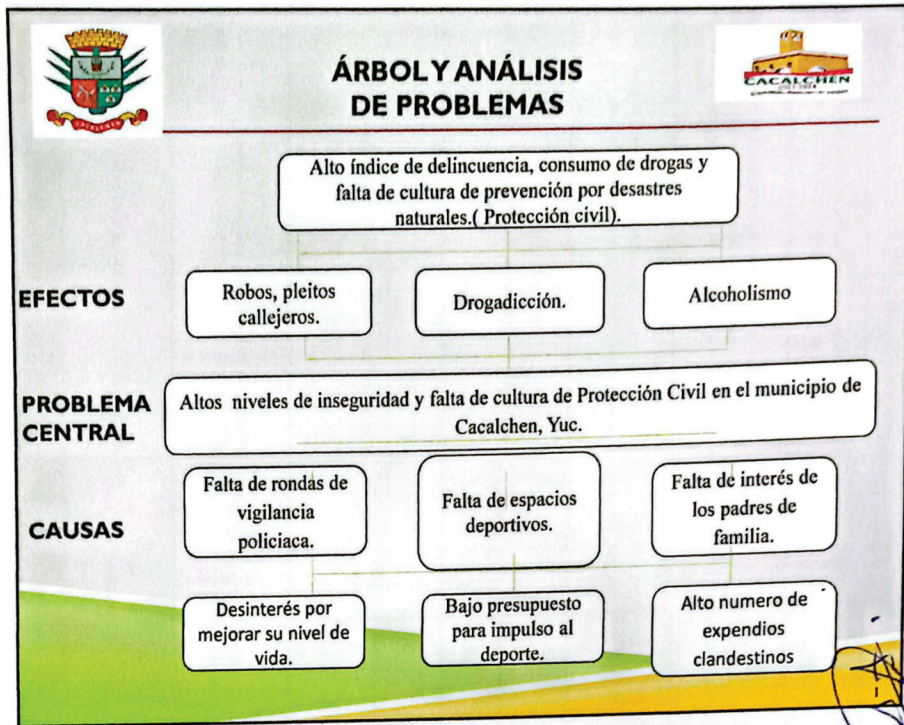 ÁRBOL Y ANÁLISIS
DE PROBLEMAS
CACALCHEN
CACALCHEN
Alto índice de delincuencia, consumo de drogas y
falta de cultura de prevención por desastres
naturales.( Protección civil).
EFECTOS
Robos, pleitos
callejeros.
Drogadicción.
Alcoholismo
PROBLEMA
CENTRAL
Altos niveles de inseguridad y falta de cultura de Protección Civil en el municipio de
Cacalchen, Yuc.
CAUSAS
Falta de rondas de
vigilancia
policiaca.
Falta de espacios
deportivos.
Falta de interés de
los padres de
familia.
Desinterés por
mejorar su nivel de
vida.
Bajo presupuesto
para impulso al
deporte.
Alto numero de
expendios
clandestinos